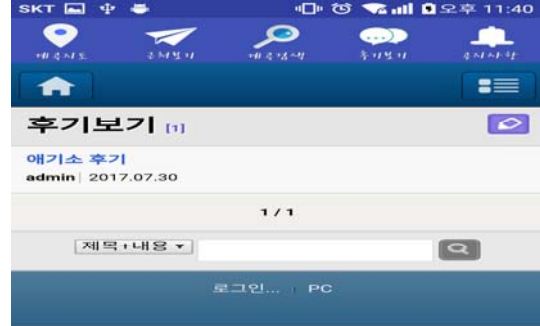 SKT 오후 11:40
후기보기 [1]
애기소 후기
admin | 2017.07.30
1 / 1
제목+내용
로그인... | PC